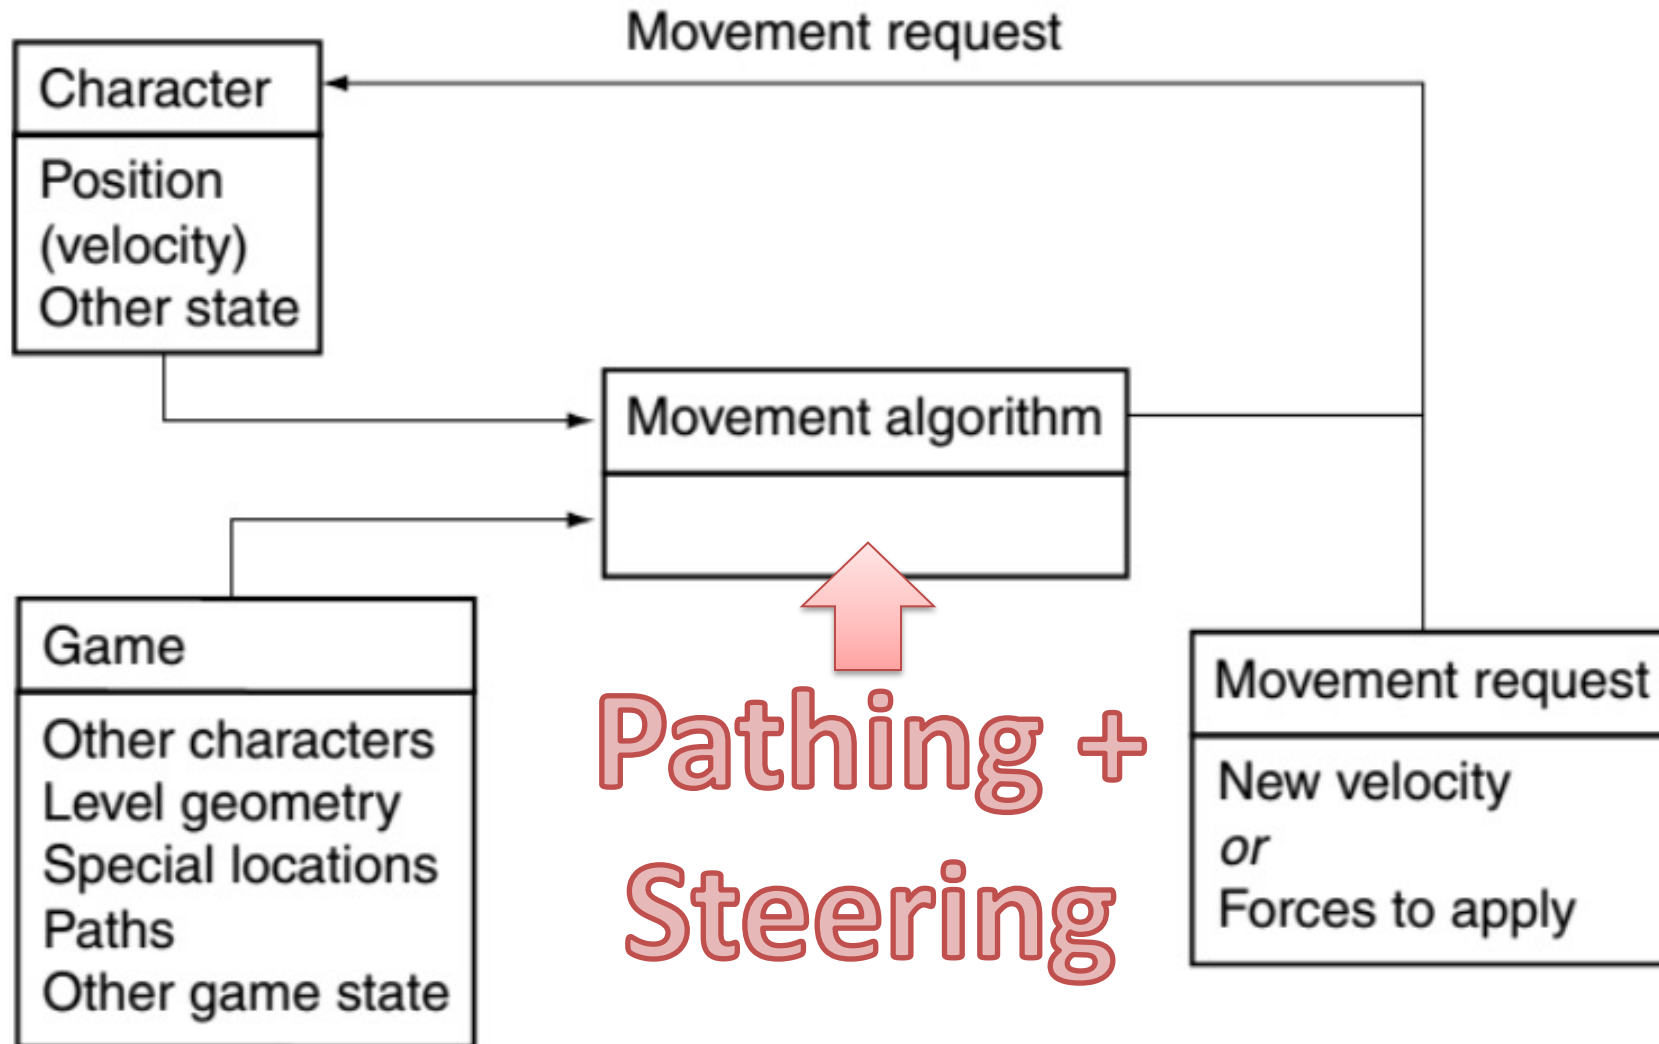 Movement request
Character
Position
(velocity)
Other state
Movement algorithm
Game
Other characters
Level geometry
Special locations
Paths
Other game state
Pathing +
Steering
Movement request
New velocity
or
Forces to apply